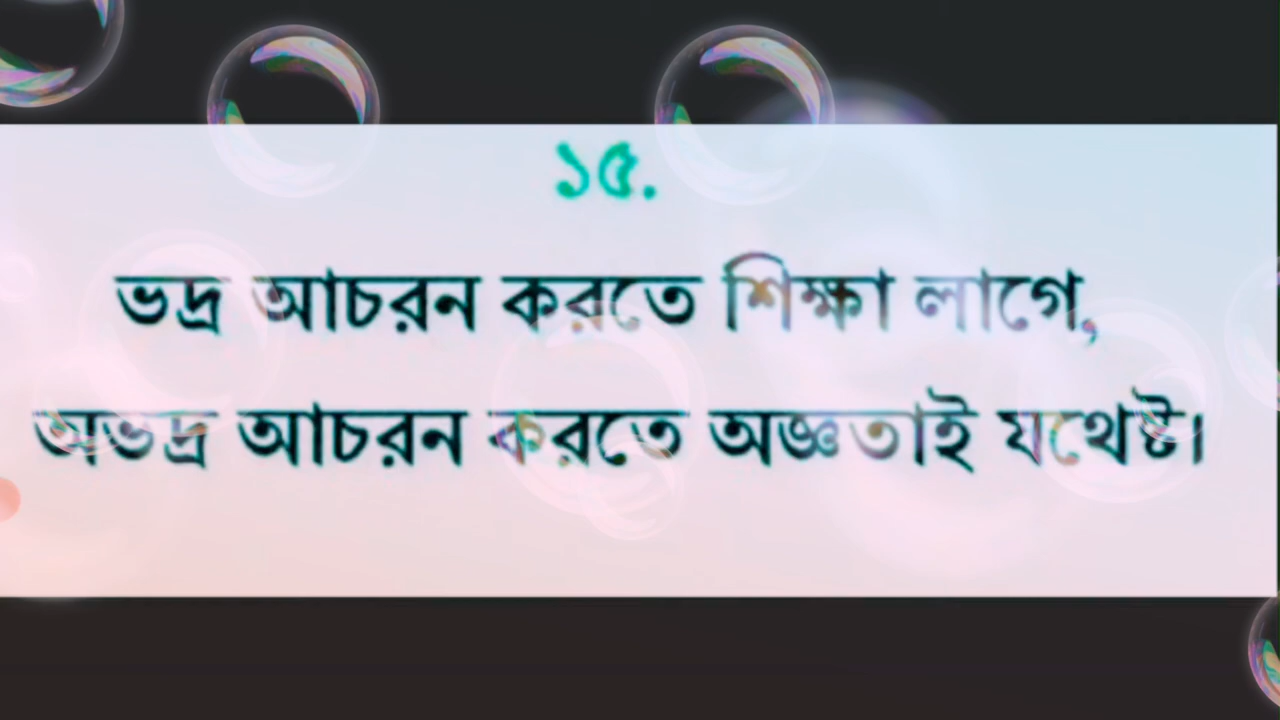 ১৫.
ভদ্র আচরন করতে শিক্ষা লাগে,
অভদ্র আচরন করতে অজ্ঞতাই যথেষ্ট।